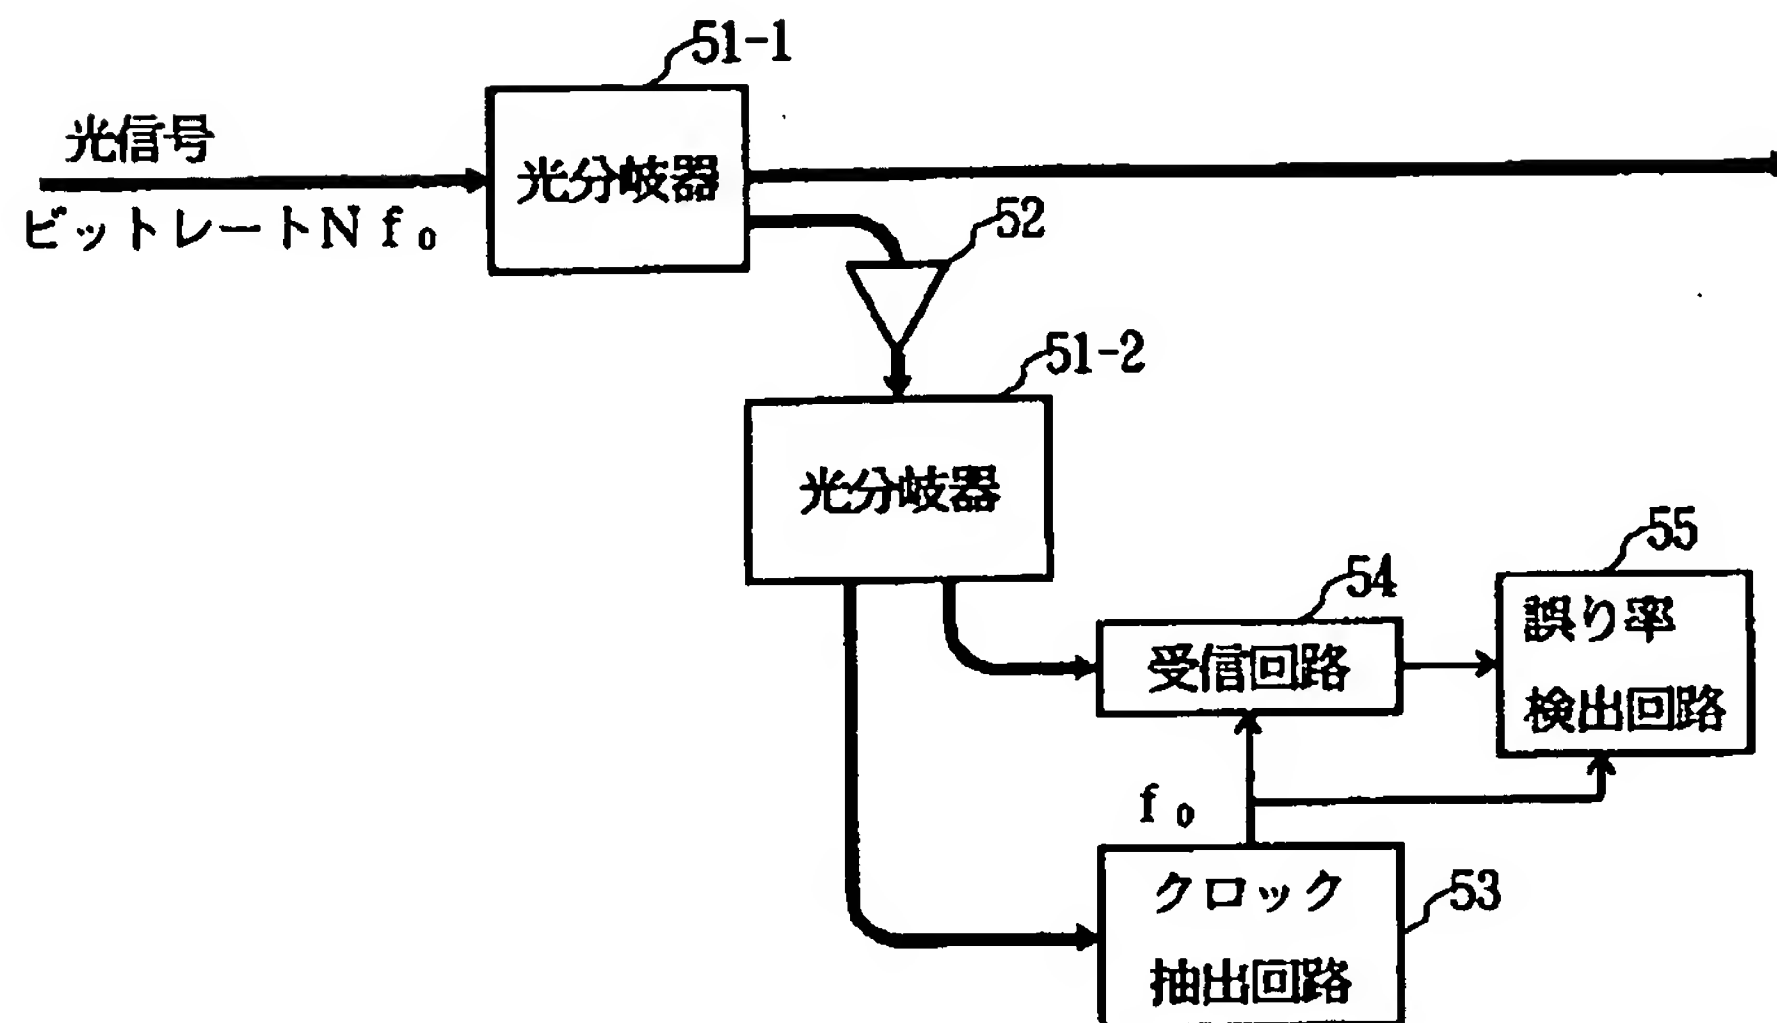 51-1
光信号
光分岐器
ビットレートN f₀
52
51-2
光分岐器
55
54
誤り率
検出回路
受信回路
f₀
クロック
抽出回路
53